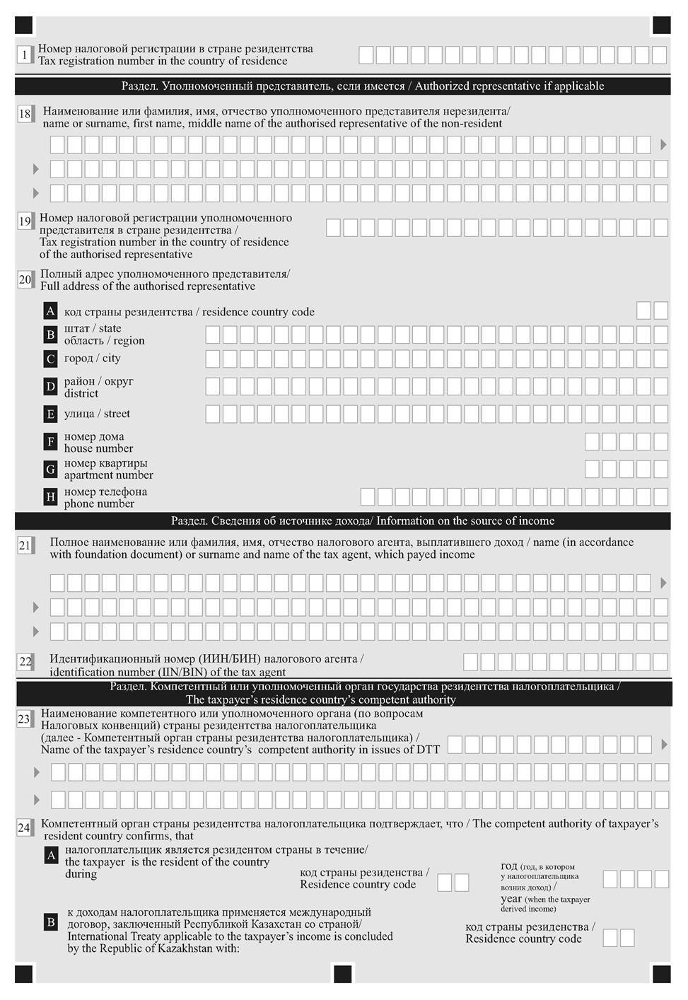 1 Номер налоговой регистрации в стране резидентства
Tax registration number in the country of residence
Раздел. Уполномоченный представитель, если имеется / Authorized representative if applicable
18 Наименование или фамилия, имя, отчество уполномоченного представителя нерезидента/
name or surname, first name, middle name of the authorised representative of the non-resident
19 Номер налоговой регистрации уполномоченного
представителя в стране резидентства /
Tax registration number in the country of residence
of the authorised representative
20 Полный адрес уполномоченного представителя/
Full address of the authorised representative
A код страны резидентства / residence country code
B штат / state
область / region
C город / city
D район / округ
district
E улица / street
F номер дома
house number
G номер квартиры
apartment number
H номер телефона
phone number
Раздел. Сведения об источнике дохода/ Information on the source of income
21 Полное наименование или фамилия, имя, отчество налогового агента, выплатившего доход / name (in accordance
with foundation document) or surname and name of the tax agent, which payed income
22 Идентификационный номер (ИИН/БИН) налогового агента /
identification number (IIN/BIN) of the tax agent
Раздел. Компетентный или уполномоченный орган государства резидентства налогоплательщика /
The taxpayer’s residence country’s competent authority
23 Наименование компетентного или уполномоченного органа (по вопросам
Налоговых конвенций) страны резидентства налогоплательщика
(далее - Компетентный орган страны резидентства налогоплательщика) /
Name of the taxpayer’s residence country’s competent authority in issues of DTT
24 Компетентный орган страны резидентства налогоплательщика подтверждает, что / The competent authority of taxpayer’s
resident country confirms, that
A налогоплательщик является резидентом страны в течение/
the taxpayer is the resident of the country
during
код страны резиденства /
Residence country code
год (год, в котором
у налогоплательщика
возник доход) /
year (when the taxpayer
derived income)
B к доходам налогоплательщика применяется международный
договор, заключенный Республикой Казахстан со страной/
International Treaty applicable to the taxpayer’s income is concluded
by the Republic of Kazakhstan with:
код страны резиденства /
Residence country code